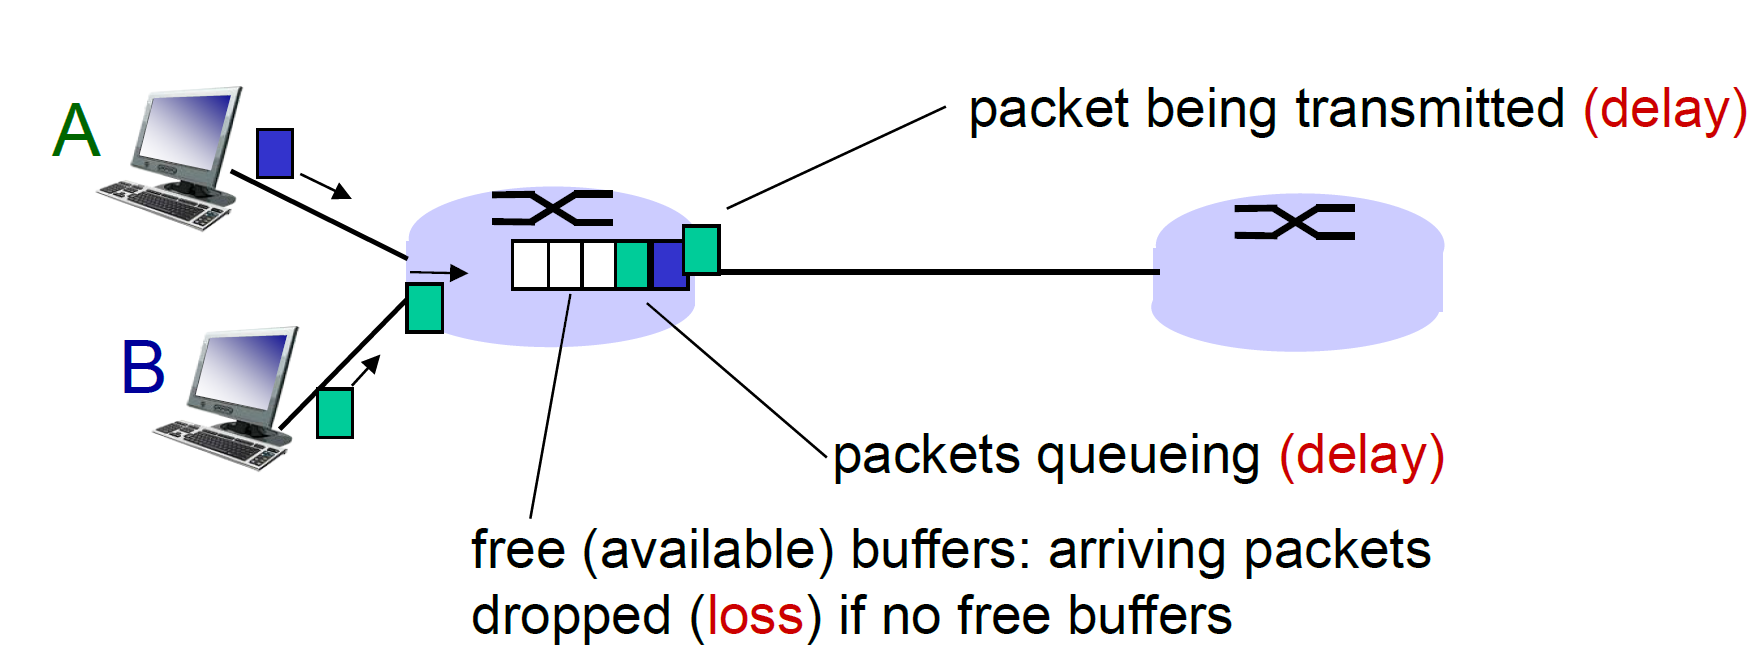 A
packet being transmitted (delay)
B
packets queueing (delay)
free (available) buffers: arriving packets
dropped (loss) if no free buffers